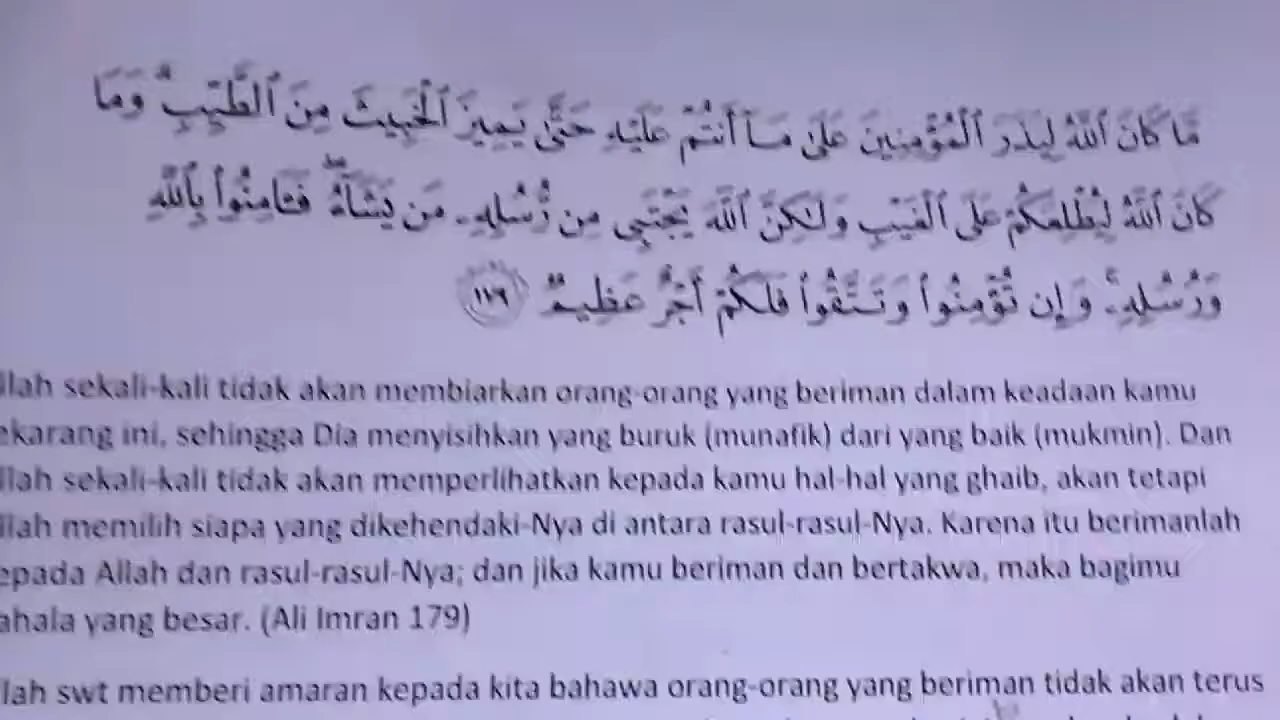 مَّا كَانَ ٱللَّهُ لِيَذَرَ ٱلْمُؤْمِنِينَ عَلَىٰ مَآ أَنتُمْ عَلَيْهِ حَتَّىٰ يَمِيزَ ٱلْخَبِيثَ مِنَ ٱلطَّيِّبِ ۗ وَمَا
كَانَ ٱللَّهُ لِيُطْلِعَكُمْ عَلَى ٱلْغَيْبِ وَلَـٰكِنَّ ٱللَّهَ يَجْتَبِى مِن رُّسُلِهِۦ مَن يَشَآءُ ۖ فَـَٔامِنُوا۟ بِٱللَّهِ
وَرُسُلِهِۦ ۚ وَإِن تُؤْمِنُوا۟ وَتَتَّقُوا۟ فَلَكُمْ أَجْرٌ عَظِيمٌ ١٧٩
llah sekali-kali tidak akan membiarkan orang-orang yang beriman dalam keadaan kamu
ekarang ini, sehingga Dia menyisihkan yang buruk (munafik) dari yang baik (mukmin). Dan
llah sekali-kali tidak akan memperlihatkan kepada kamu hal-hal yang ghaib, akan tetapi
llah memilih siapa yang dikehendaki-Nya di antara rasul-rasul-Nya. Karena itu berimanlah
epada Allah dan rasul-rasul-Nya; dan jika kamu beriman dan bertakwa, maka bagimu
ahala yang besar. (Ali Imran 179)
llah swt memberi amaran kepada kita bahawa orang-orang yang beriman tidak akan terus